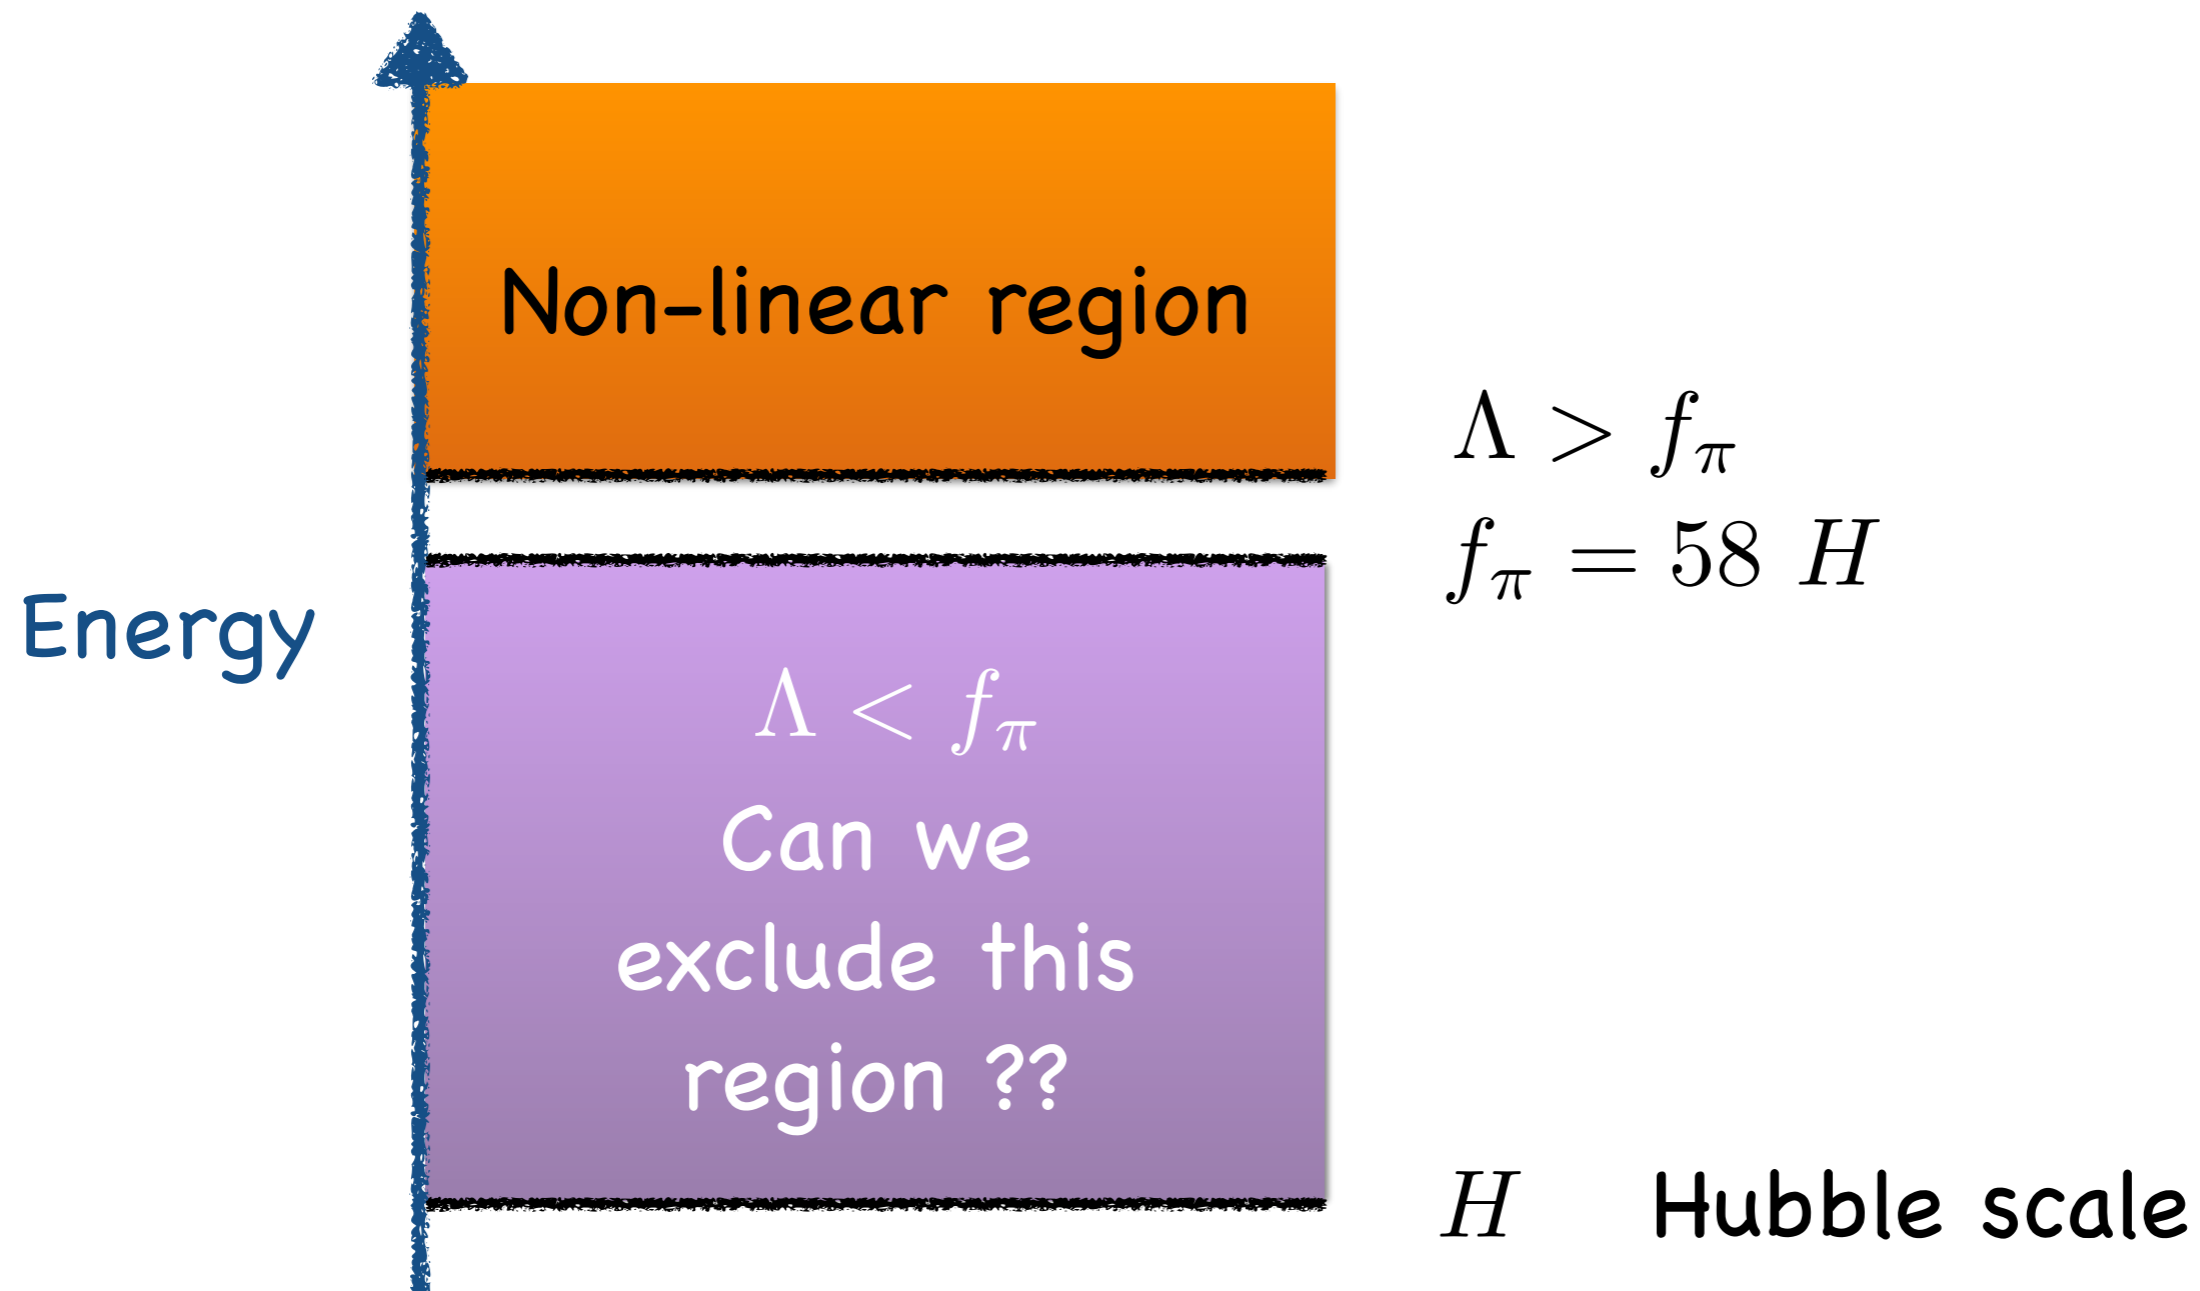 Non-linear region
Λ > f_π
f_π = 58 H
Energy
Λ < f_π
Can we
exclude this
region ??
H Hubble scale